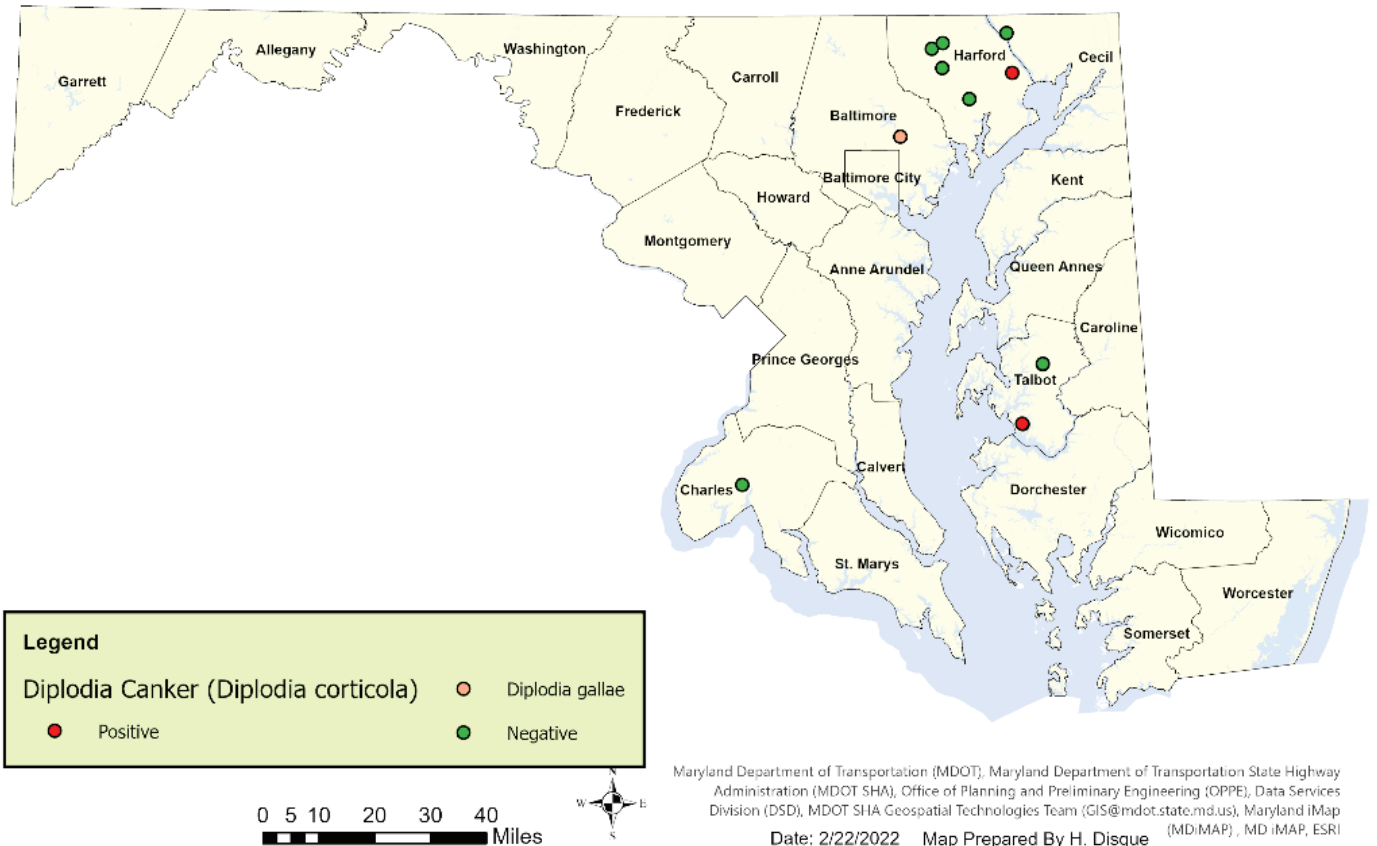 Garrett
Allegany
Washington
Frederick
Carroll
Baltimore
Harford
Cecil
Baltimore City
Howard
Montgomery
Kent
Anne Arundel
Queen Annes
Caroline
Prince Georges
Talbot
Calvert
Charles
Dorchester
St. Marys
Wicomico
Worcester
Somerset
Legend
Diplodia Canker (Diplodia corticola)
Diplodia gallae
Positive
Negative
0 5 10 20 30 40
Miles
N
W E
S
Maryland Department of Transportation (MDOT), Maryland Department of Transportation State Highway
Administration (MDOT SHA), Office of Planning and Preliminary Engineering (OPPE), Data Services
Division (DSD), MDOT SHA Geospatial Technologies Team (GIS@mdot.state.md.us), Maryland iMap
(MDiMAP) , MD iMAP, ESRI
Date: 2/22/2022 Map Prepared By H. Disque